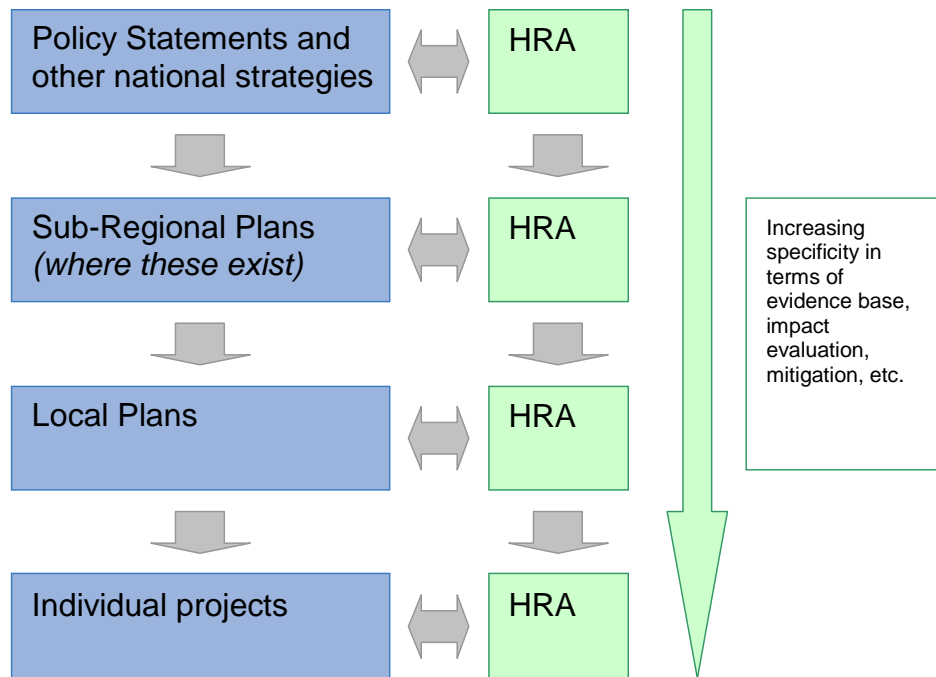 Policy Statements and
other national strategies
HRA
Sub-Regional Plans
(where these exist)
HRA
Increasing
specificity in
terms of
evidence base,
impact
evaluation,
mitigation, etc.
Local Plans
HRA
Individual projects
HRA